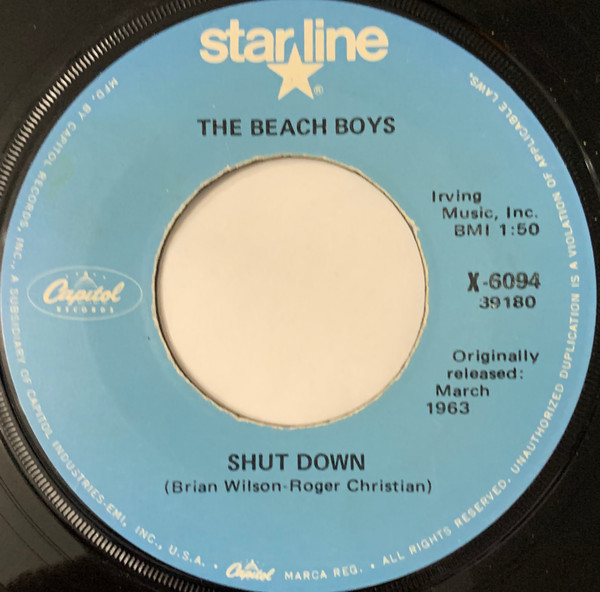 starline
®
THE BEACH BOYS
Irving
Music, Inc.
BMI 1:50
X-6094
39180
Capitol
RECORDS
Originally
released:
March
1963
SHUT DOWN
(Brian Wilson-Roger Christian)
MFD. BY CAPITOL RECORDS, INC., A SUBSIDIARY OF CAPITOL INDUSTRIES-EMI, INC., U.S.A. • Capitol MARCA REG. • ALL RIGHTS RESERVED. UNAUTHORIZED DUPLICATION IS A VIOLATION OF APPLICABLE LAWS.